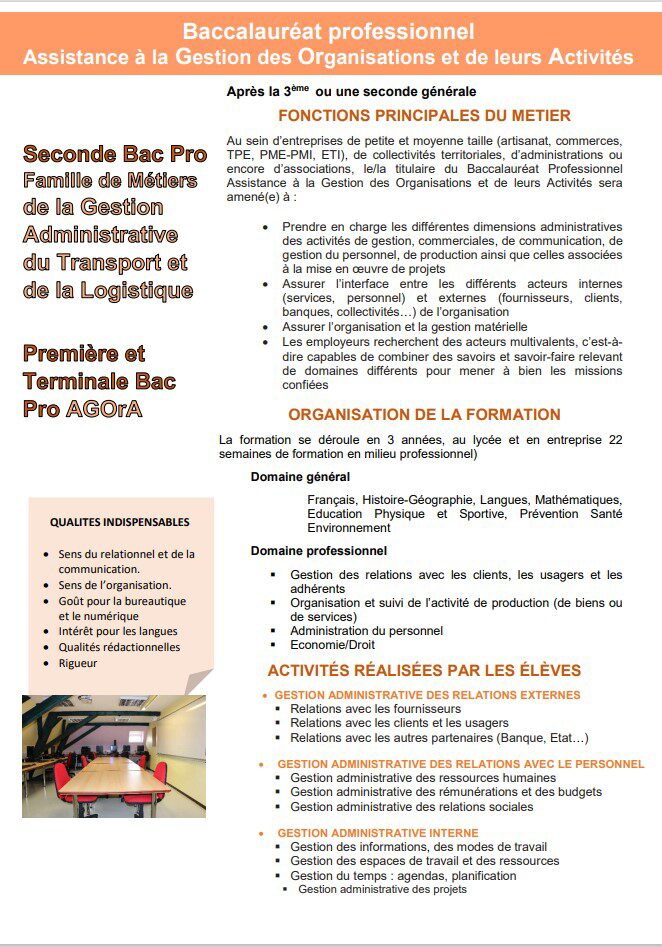 Baccalauréat professionnel
Assistance à la Gestion des Organisations et de leurs Activités
Après la 3ème ou une seconde générale
FONCTIONS PRINCIPALES DU METIER
Au sein d'entreprises de petite et moyenne taille (artisanat, commerces,
TPE, PME-PMI, ETI), de collectivités territoriales, d'administrations ou
encore d'associations, le/la titulaire du Baccalauréat Professionnel
Assistance à la Gestion des Organisations et de leurs Activités sera
amené(e) à :
• Prendre en charge les différentes dimensions administratives
des activités de gestion, commerciales, de communication, de
gestion du personnel, de production ainsi que celles associées
à la mise en œuvre de projets
• Assurer l'interface entre les différents acteurs internes
(services, personnel) et externes (fournisseurs, clients,
banques, collectivités…) de l'organisation
• Assurer l'organisation et la gestion matérielle
• Les employeurs recherchent des acteurs multivalents, c'est-à-
dire capables de combiner des savoirs et savoir-faire relevant
de domaines différents pour mener à bien les missions
confiées
Seconde Bac Pro
Famille de Métiers
de la Gestion
Administrative
du Transport et
de la Logistique
Première et
Terminale Bac
Pro AGOrA
ORGANISATION DE LA FORMATION
La formation se déroule en 3 années, au lycée et en entreprise 22
semaines de formation en milieu professionnel)
Domaine général
Français, Histoire-Géographie, Langues, Mathématiques,
Education Physique et Sportive, Prévention Santé
Environnement
Domaine professionnel
▪ Gestion des relations avec les clients, les usagers et les
adhérents
▪ Organisation et suivi de l'activité de production (de biens ou
de services)
▪ Administration du personnel
▪ Economie/Droit
QUALITES INDISPENSABLES
• Sens du relationnel et de la
communication.
• Sens de l'organisation.
• Goût pour la bureautique
et le numérique
• Intérêt pour les langues
• Qualités rédactionnelles
• Rigueur
ACTIVITÉS RÉALISÉES PAR LES ÉLÈVES
• GESTION ADMINISTRATIVE DES RELATIONS EXTERNES
▪ Relations avec les fournisseurs
▪ Relations avec les clients et les usagers
▪ Relations avec les autres partenaires (Banque, Etat…)
• GESTION ADMINISTRATIVE DES RELATIONS AVEC LE PERSONNEL
▪ Gestion administrative des ressources humaines
▪ Gestion administrative des rémunérations et des budgets
▪ Gestion administrative des relations sociales
• GESTION ADMINISTRATIVE INTERNE
▪ Gestion des informations, des modes de travail
▪ Gestion des espaces de travail et des ressources
▪ Gestion du temps : agendas, planification
▪ Gestion administrative des projets